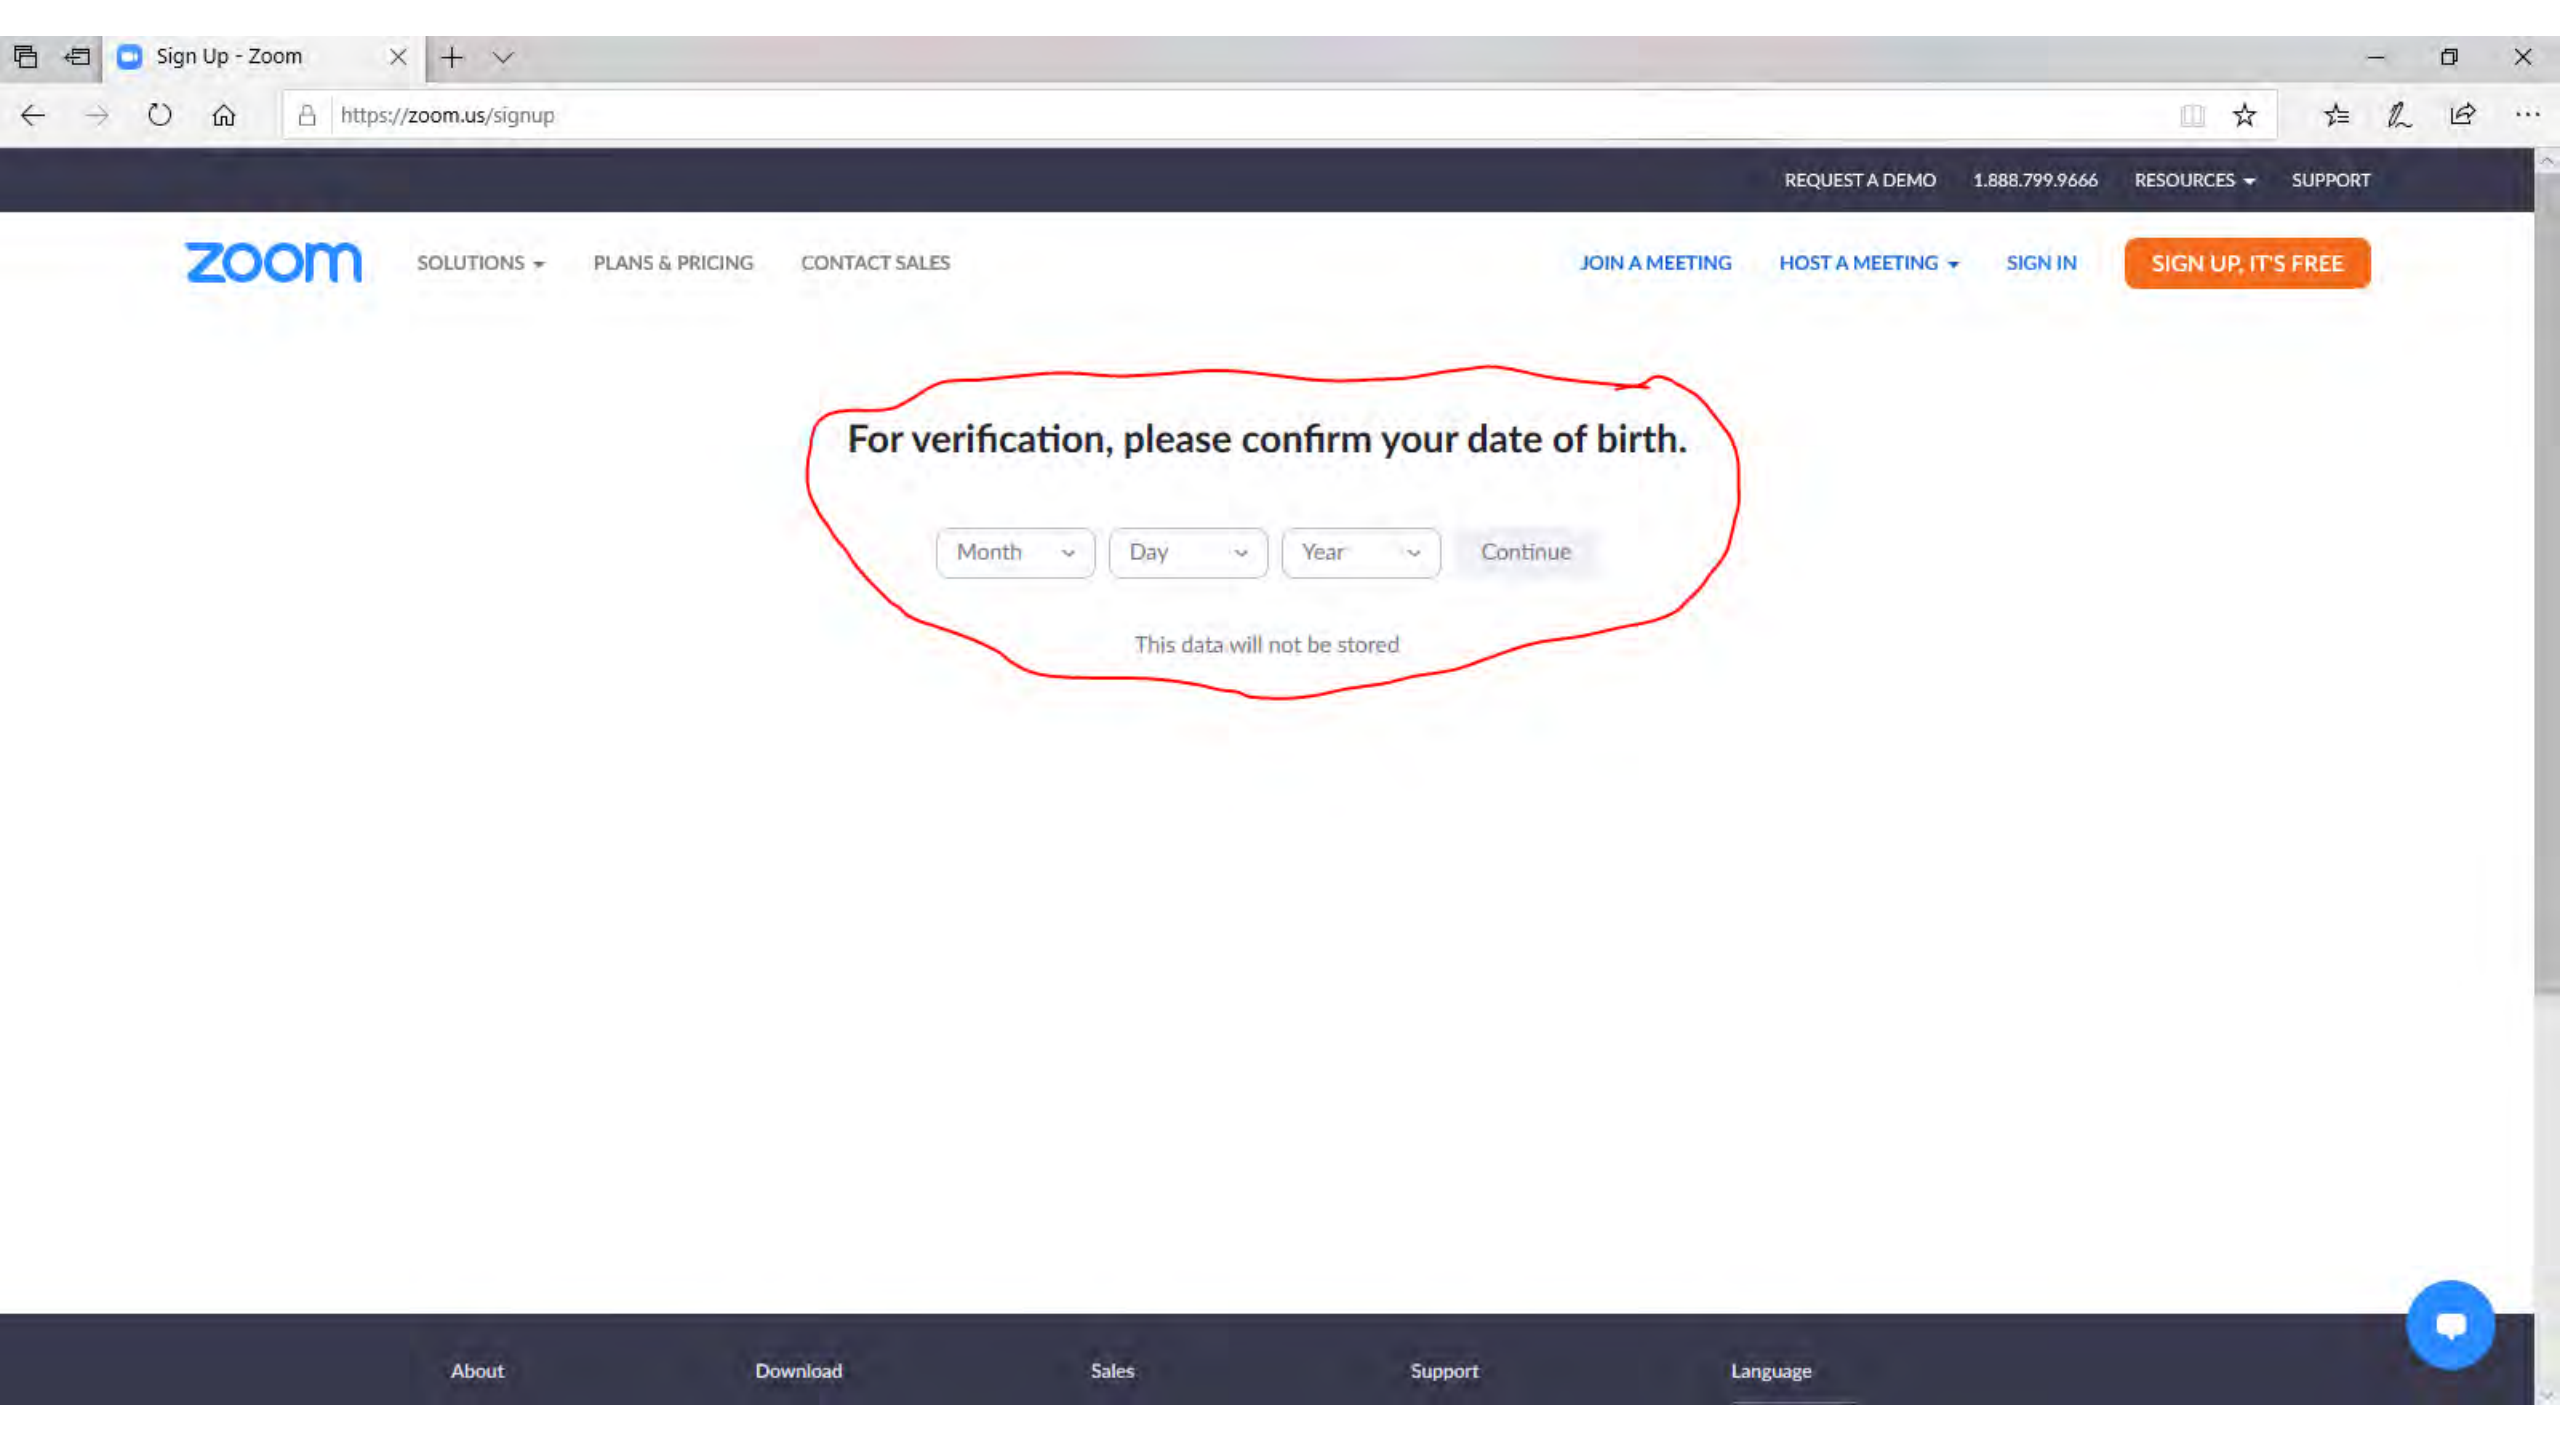 Sign Up - Zoom
https://zoom.us/signup
REQUEST A DEMO 1.888.799.9666 RESOURCES SUPPORT
zoom SOLUTIONS PLANS & PRICING CONTACT SALES JOIN A MEETING HOST A MEETING SIGN IN SIGN UP, IT'S FREE
For verification, please confirm your date of birth.
Month Day Year Continue
This data will not be stored
About Download Sales Support Language